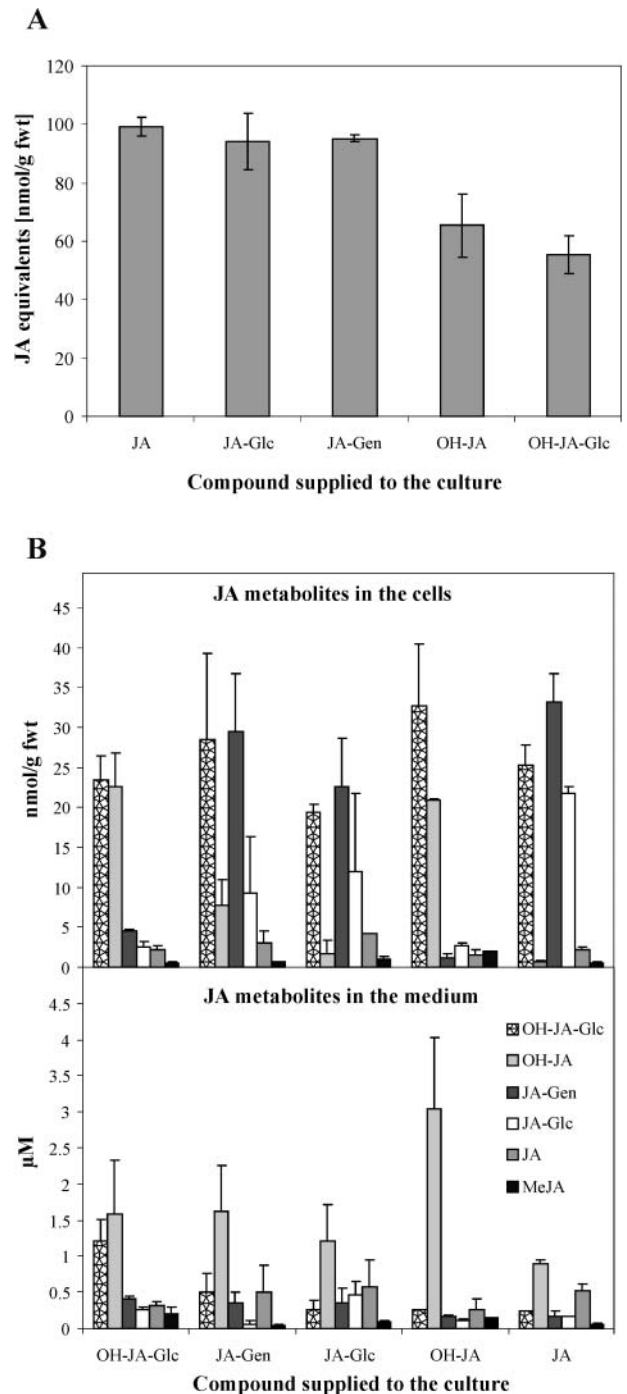 A
120
100
80
60
40
20
0
JA equivalents [nmol/g fwt]
JA JA-Glc JA-Gen OH-JA OH-JA-Glc
Compound supplied to the culture
B
JA metabolites in the cells
45
40
35
30
25
20
15
10
5
0
nmol/g fwt
JA metabolites in the medium
4.5
4
3.5
3
2.5
2
1.5
1
0.5
0
µM
OH-JA-Glc
OH-JA
JA-Gen
JA-Glc
JA
MeJA
OH-JA-Glc JA-Gen JA-Glc OH-JA JA
Compound supplied to the culture